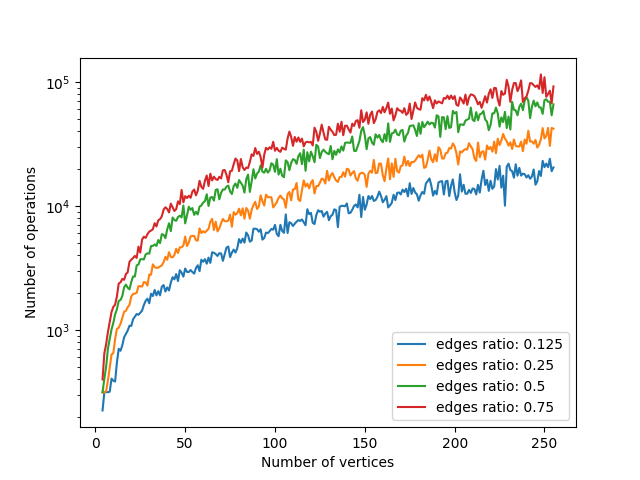 10^5
10^4
10^3
Number of operations
0
50
100
150
200
250
Number of vertices
edges ratio: 0.125
edges ratio: 0.25
edges ratio: 0.5
edges ratio: 0.75